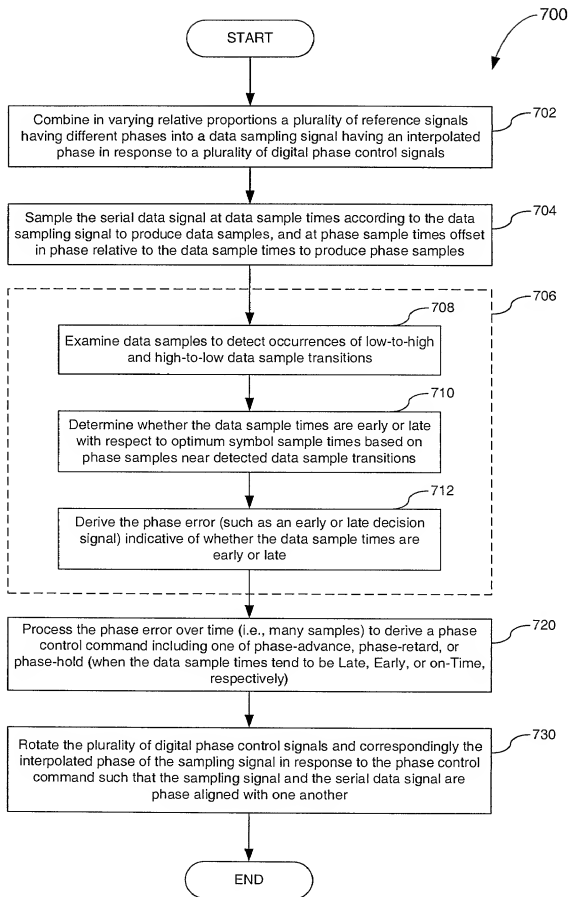 700
START
Combine in varying relative proportions a plurality of reference signals
having different phases into a data sampling signal having an interpolated
phase in response to a plurality of digital phase control signals
702
Sample the serial data signal at data sample times according to the data
sampling signal to produce data samples, and at phase sample times offset
in phase relative to the data sample times to produce phase samples
704
706
708
Examine data samples to detect occurrences of low-to-high
and high-to-low data sample transitions
710
Determine whether the data sample times are early or late
with respect to optimum symbol sample times based on
phase samples near detected data sample transitions
712
Derive the phase error (such as an early or late decision
signal) indicative of whether the data sample times are
early or late
Process the phase error over time (i.e., many samples) to derive a phase
control command including one of phase-advance, phase-retard, or
phase-hold (when the data sample times tend to be Late, Early, or on-Time,
respectively)
720
Rotate the plurality of digital phase control signals and correspondingly the
interpolated phase of the sampling signal in response to the phase control
command such that the sampling signal and the serial data signal are
phase aligned with one another
730
END